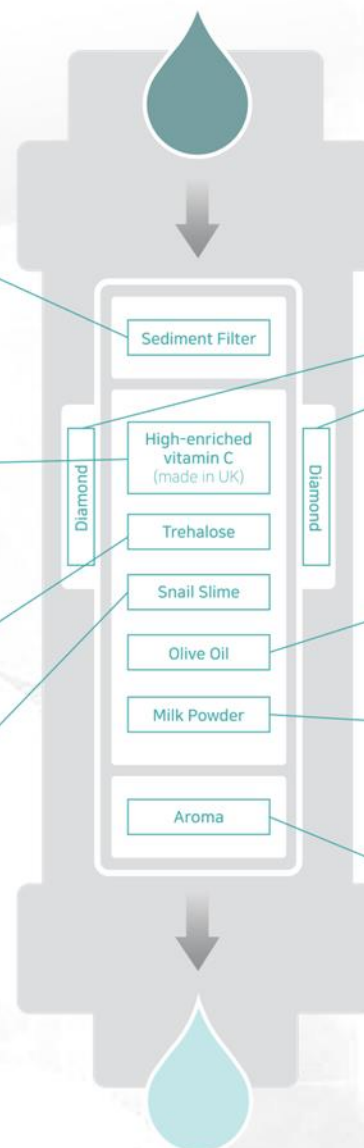 Sediment Filter
High-enriched
vitamin C
(made in UK)
Diamond
Diamond
Trehalose
Snail Slime
Olive Oil
Milk Powder
Aroma